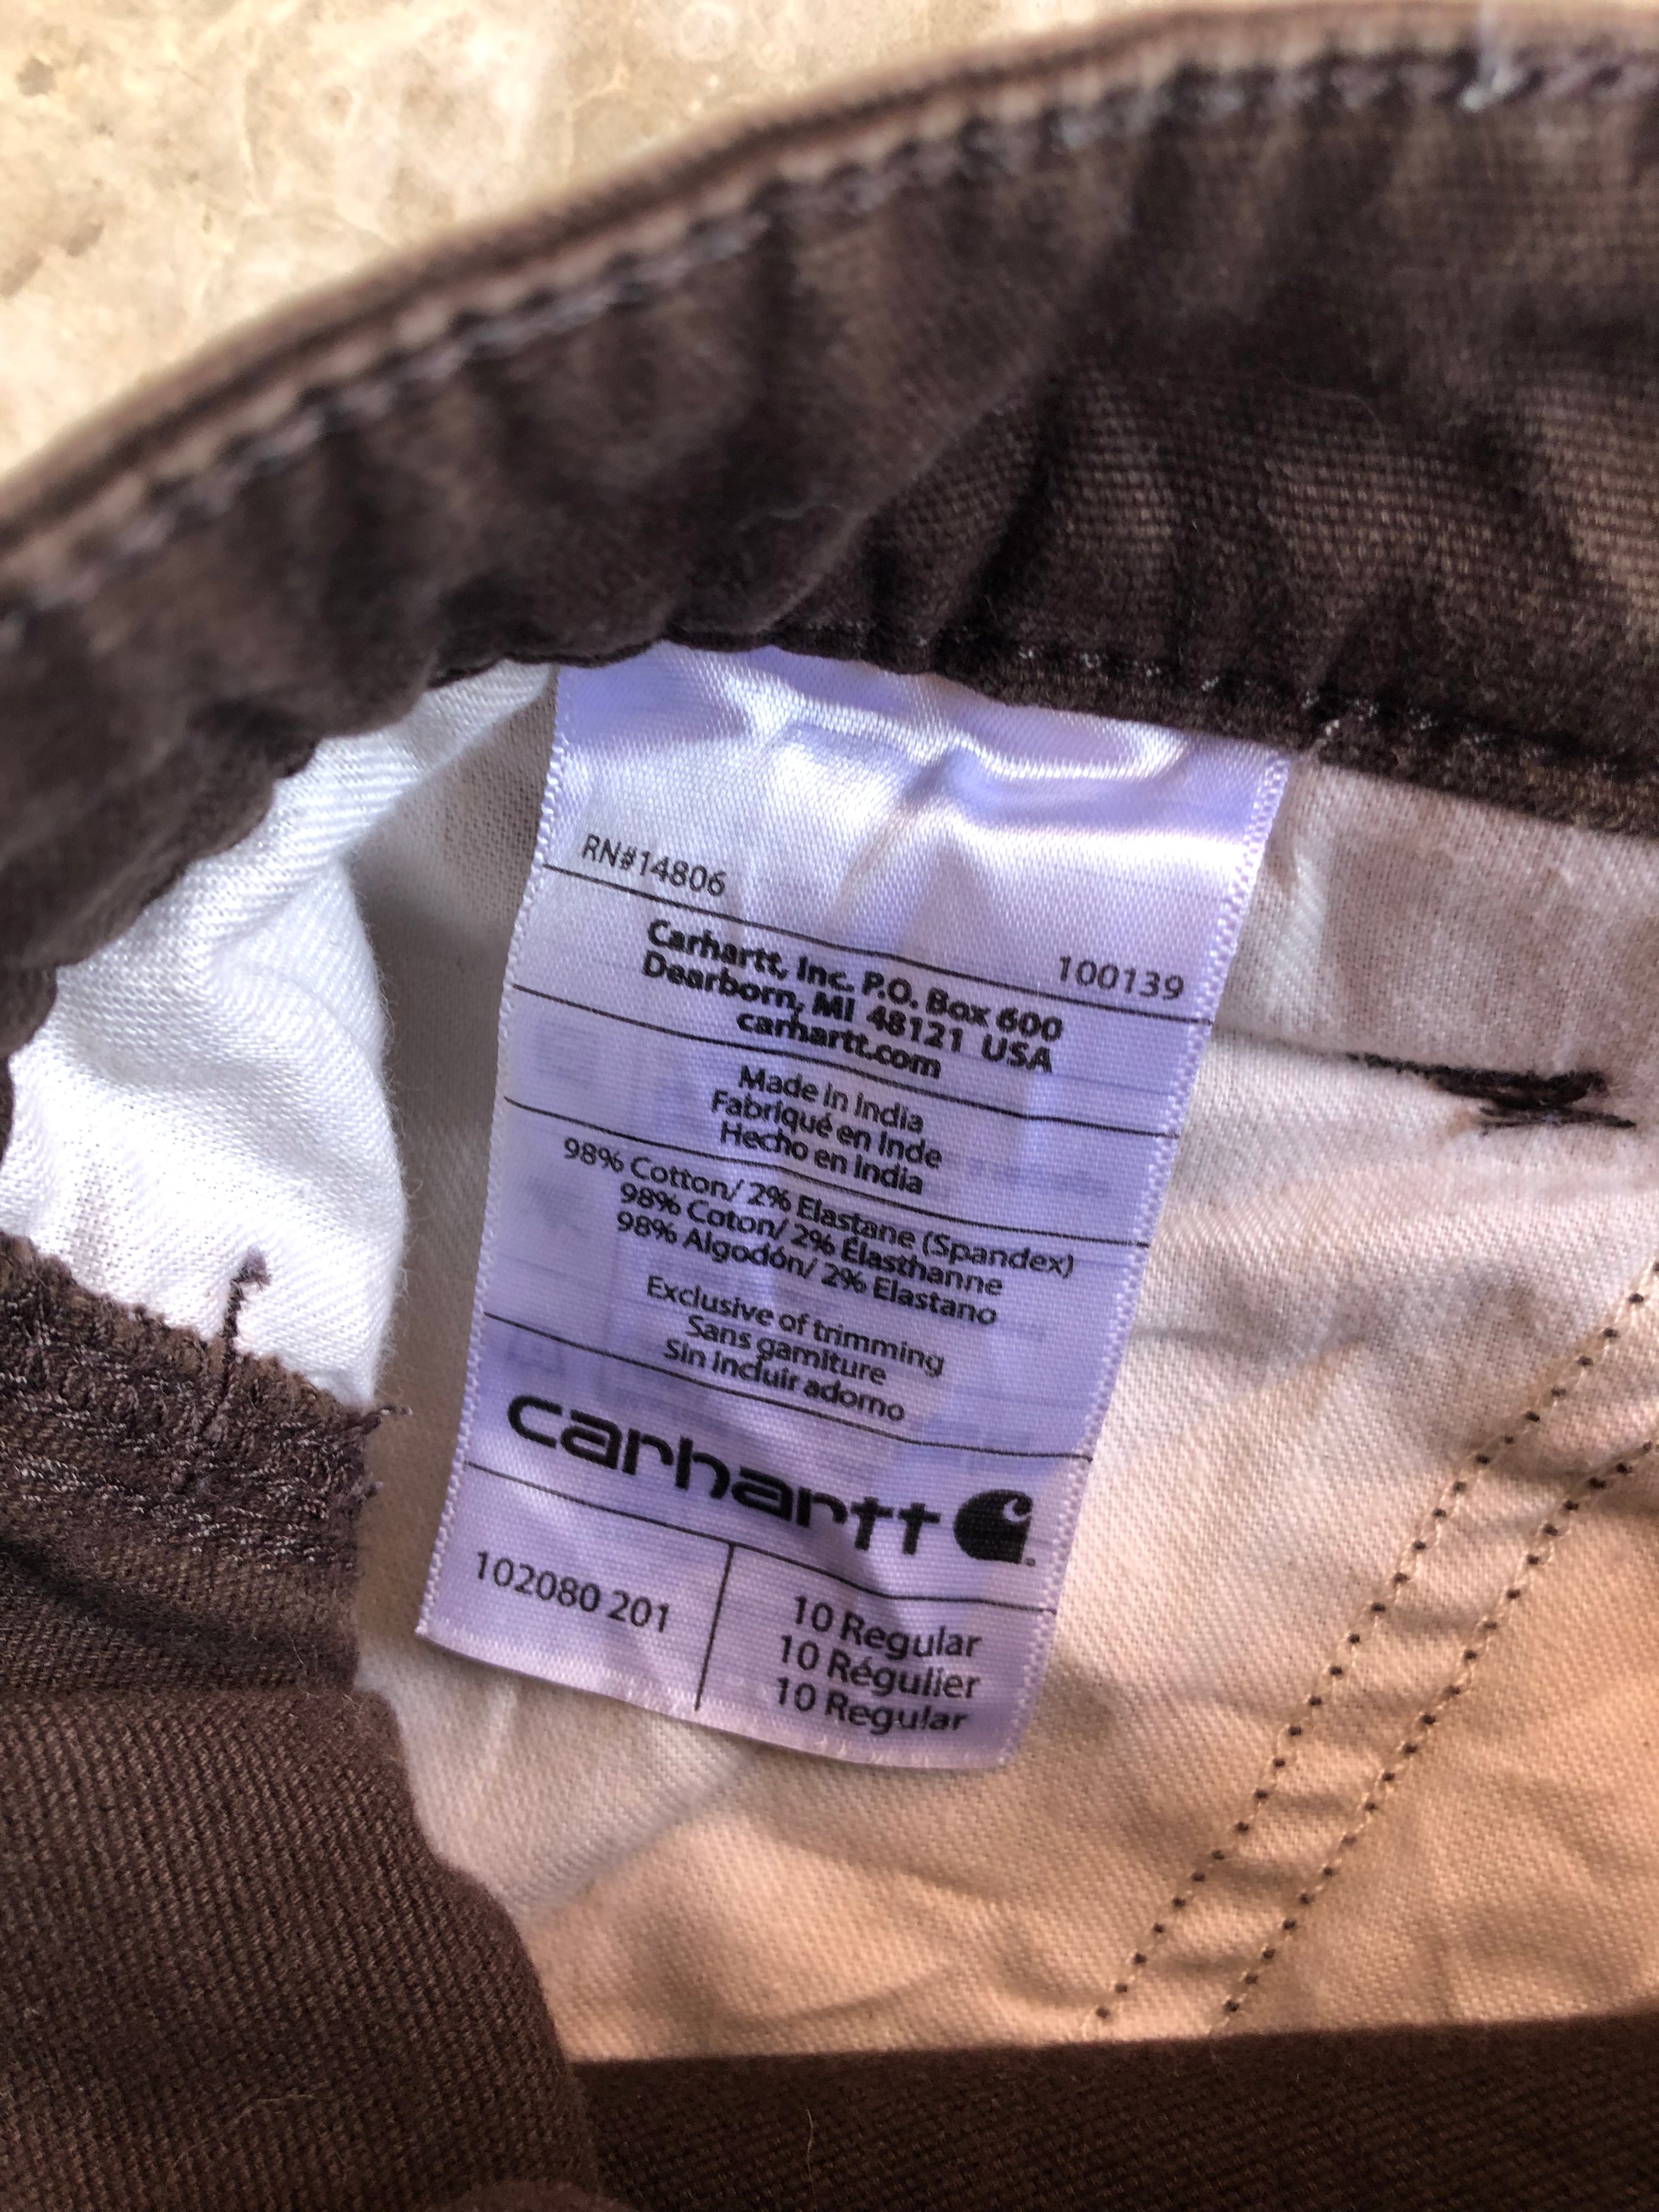 RN#14806
100139
Carhartt, Inc. P.O. Box 600
Dearborn, MI 48121 USA
carhartt.com
Made in India
Fabriqué en Inde
Hecho en India
98% Cotton/ 2% Elastane (Spandex)
98% Coton/ 2% Élasthanne
98% Algodón/ 2% Elastano
Exclusive of trimming
Sans garniture
Sin incluir adorno
carhartt
102080 201
10 Regular
10 Régulier
10 Regular